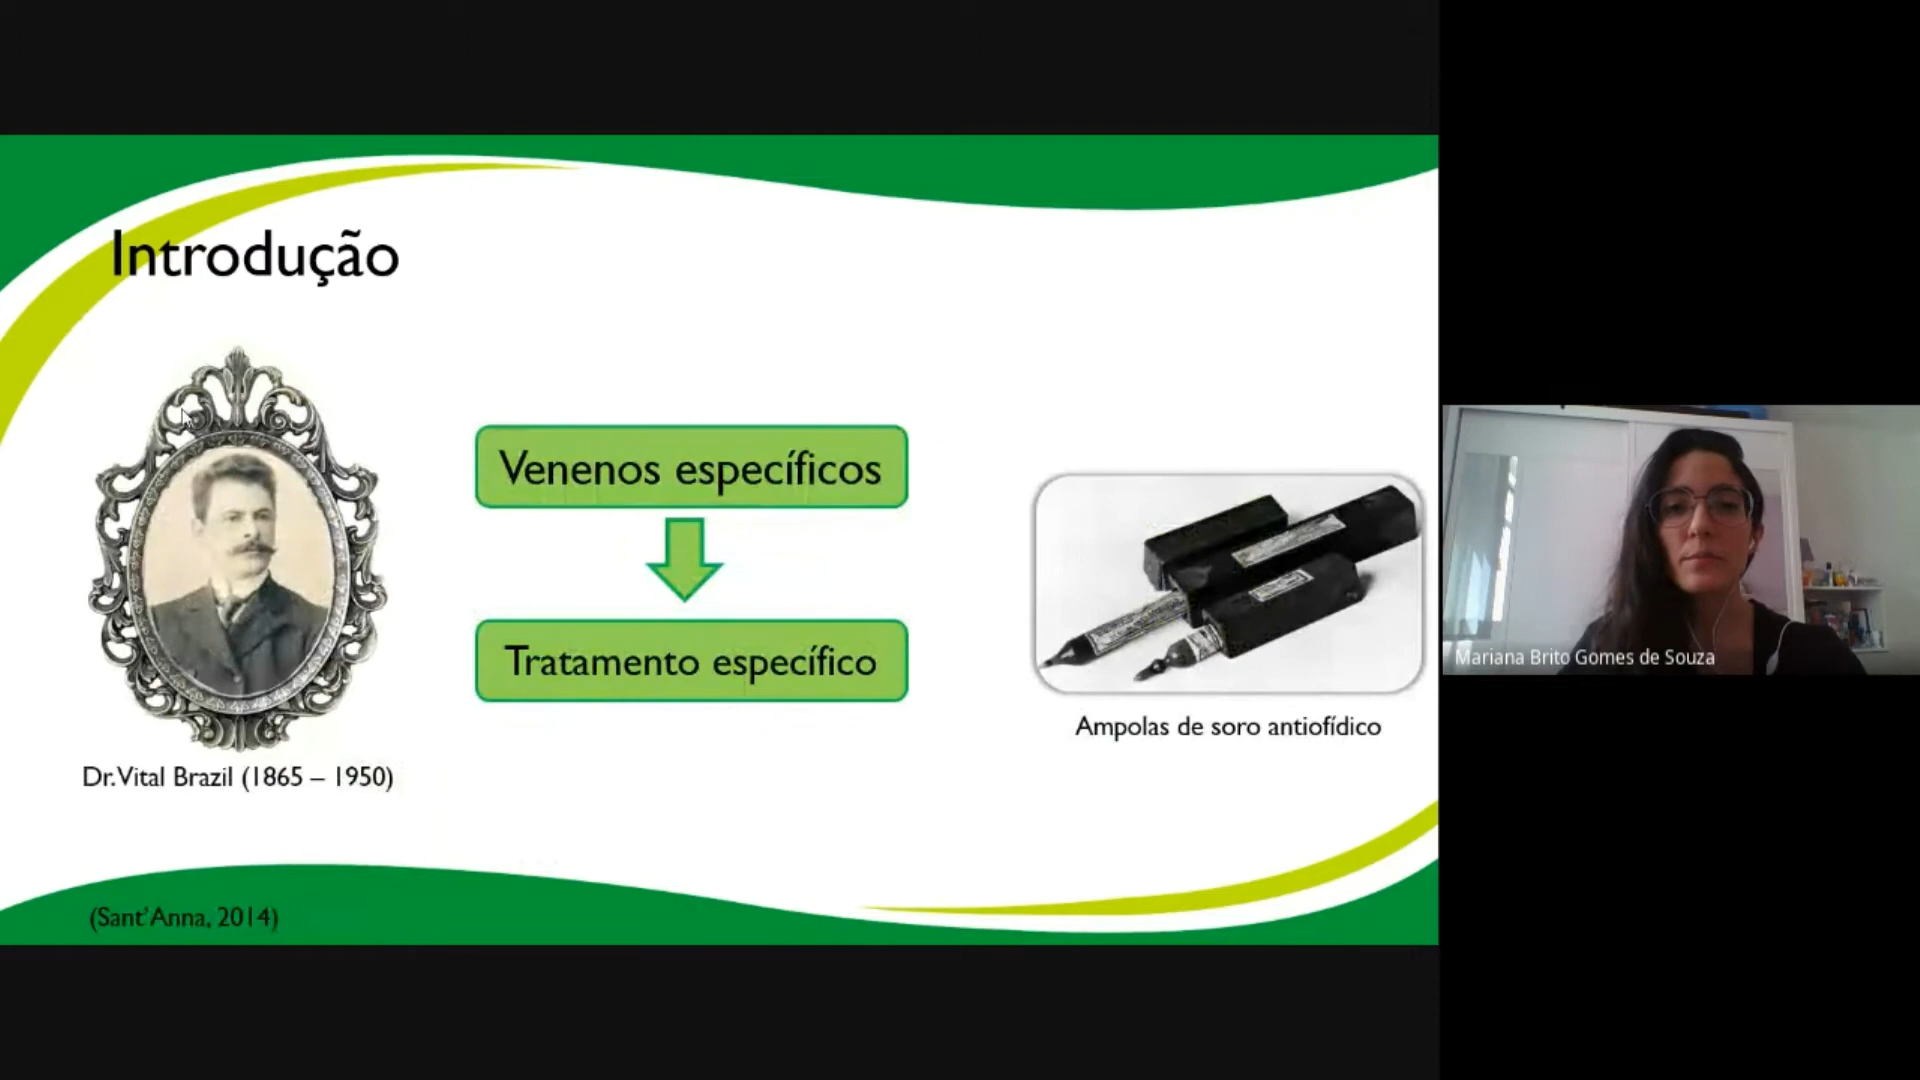 Introdução
Venenos específicos
Tratamento específico
Ampolas de soro antiofídico
Dr. Vital Brazil (1865 – 1950)
(Sant'Anna, 2014)
Mariana Brito Gomes de Souza